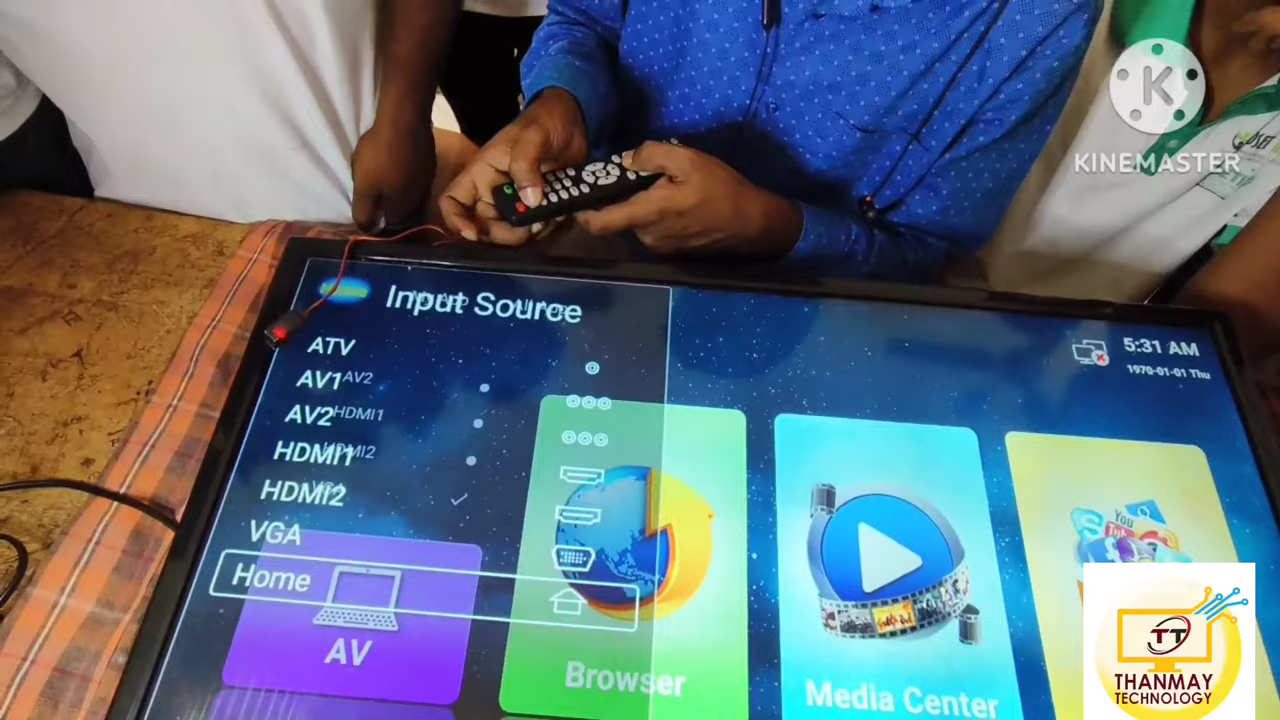 KINEMASTER
Input Source
ATV
AV1 AV2
AV2 HDMI1
HDMI1 HDMI2
HDMI2
VGA
Home
5:31 AM
1970-01-01 Thu
AV
Browser
Media Center
You
TT
THANMAY
TECHNOLOGY